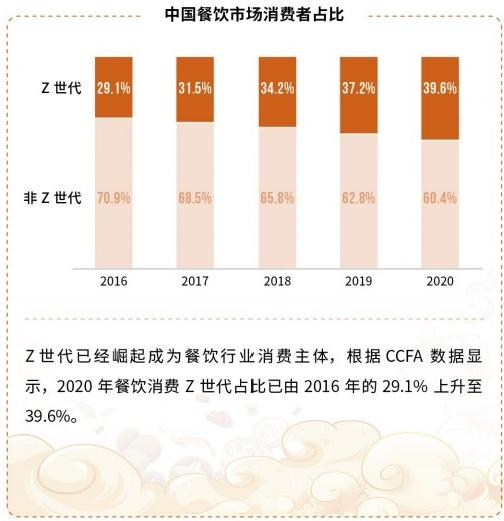 中国餐饮市场消费者占比
Z 世代 29.1% 31.5% 34.2% 37.2% 39.6%
非 Z 世代 70.9% 68.5% 65.8% 62.8% 60.4%
2016 2017 2018 2019 2020
Z 世代已经崛起成为餐饮行业消费主体，根据 CCFA 数据显
示，2020 年餐饮消费 Z 世代占比已由 2016 年的 29.1% 上升至
39.6%。